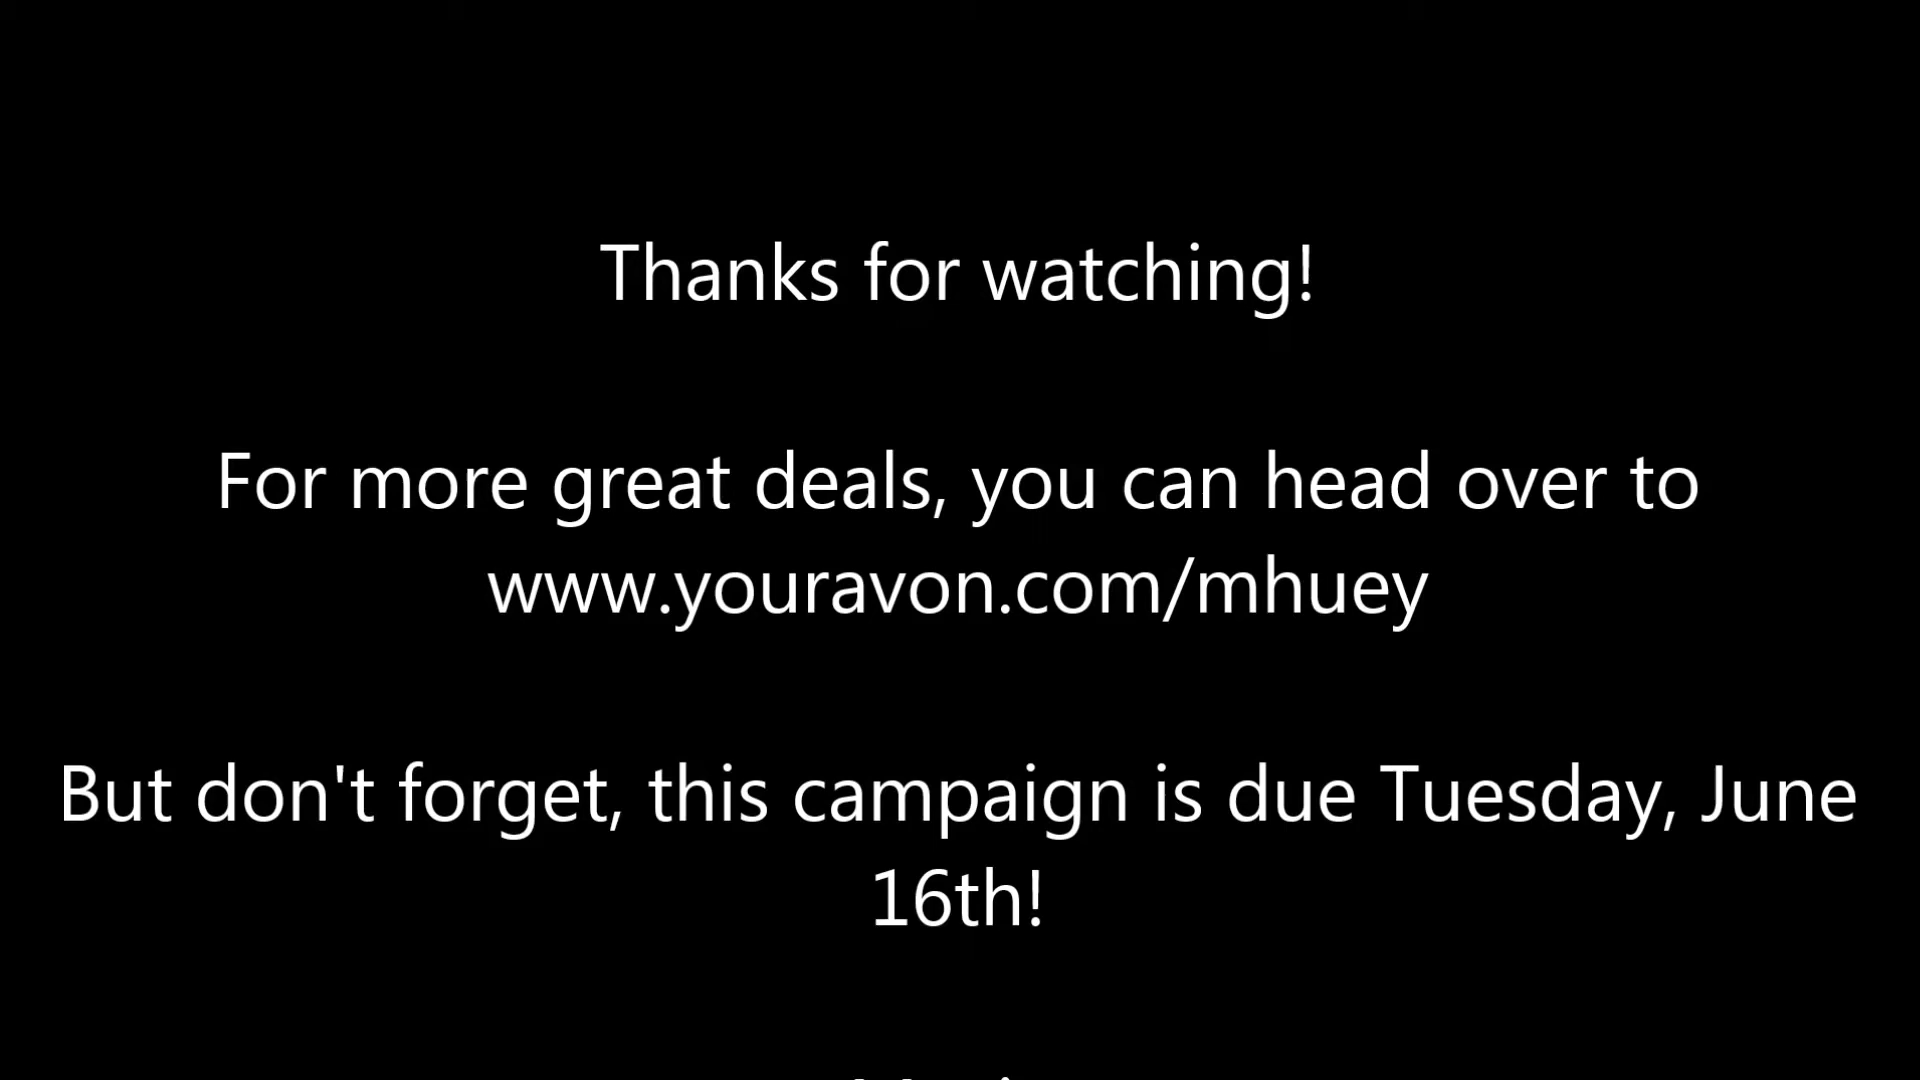 Thanks for watching!
For more great deals, you can head over to
www.youravon.com/mhuey
But don't forget, this campaign is due Tuesday, June
16th!